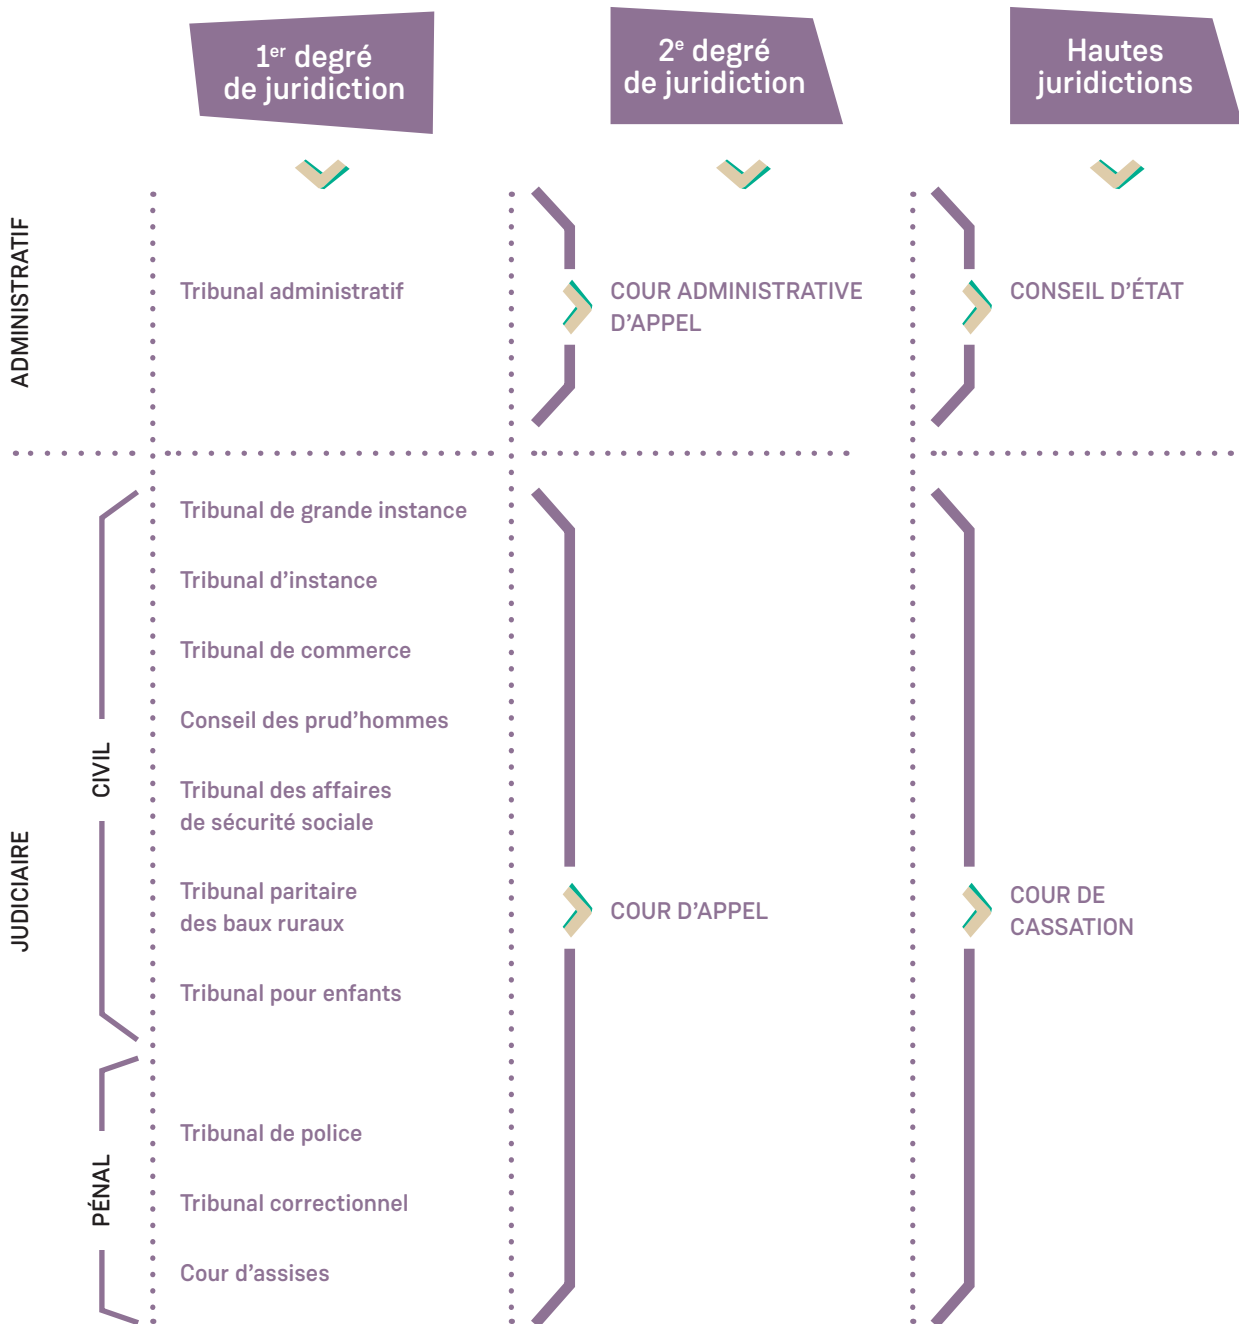 1er degré
de juridiction
2e degré
de juridiction
Hautes
juridictions
ADMINISTRATIF
Tribunal administratif
COUR ADMINISTRATIVE
D’APPEL
CONSEIL D’ÉTAT
JUDICIAIRE
CIVIL
Tribunal de grande instance
Tribunal d’instance
Tribunal de commerce
Conseil des prud’hommes
Tribunal des affaires
de sécurité sociale
Tribunal paritaire
des baux ruraux
Tribunal pour enfants
COUR D’APPEL
COUR DE
CASSATION
PÉNAL
Tribunal de police
Tribunal correctionnel
Cour d’assises